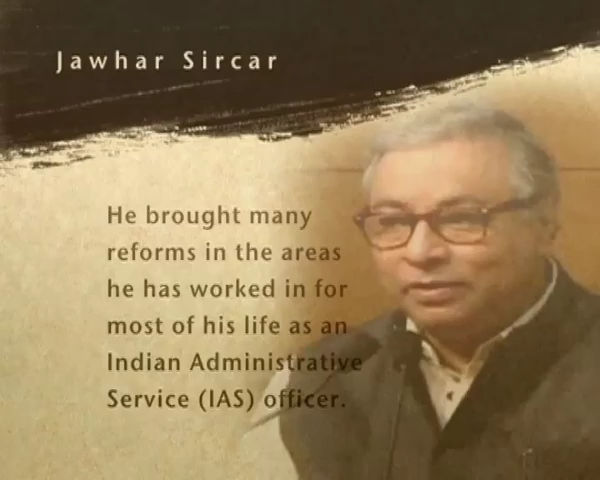 Jawhar Sircar
He brought many
reforms in the areas
he has worked in for
most of his life as an
Indian Administrative
Service (IAS) officer.